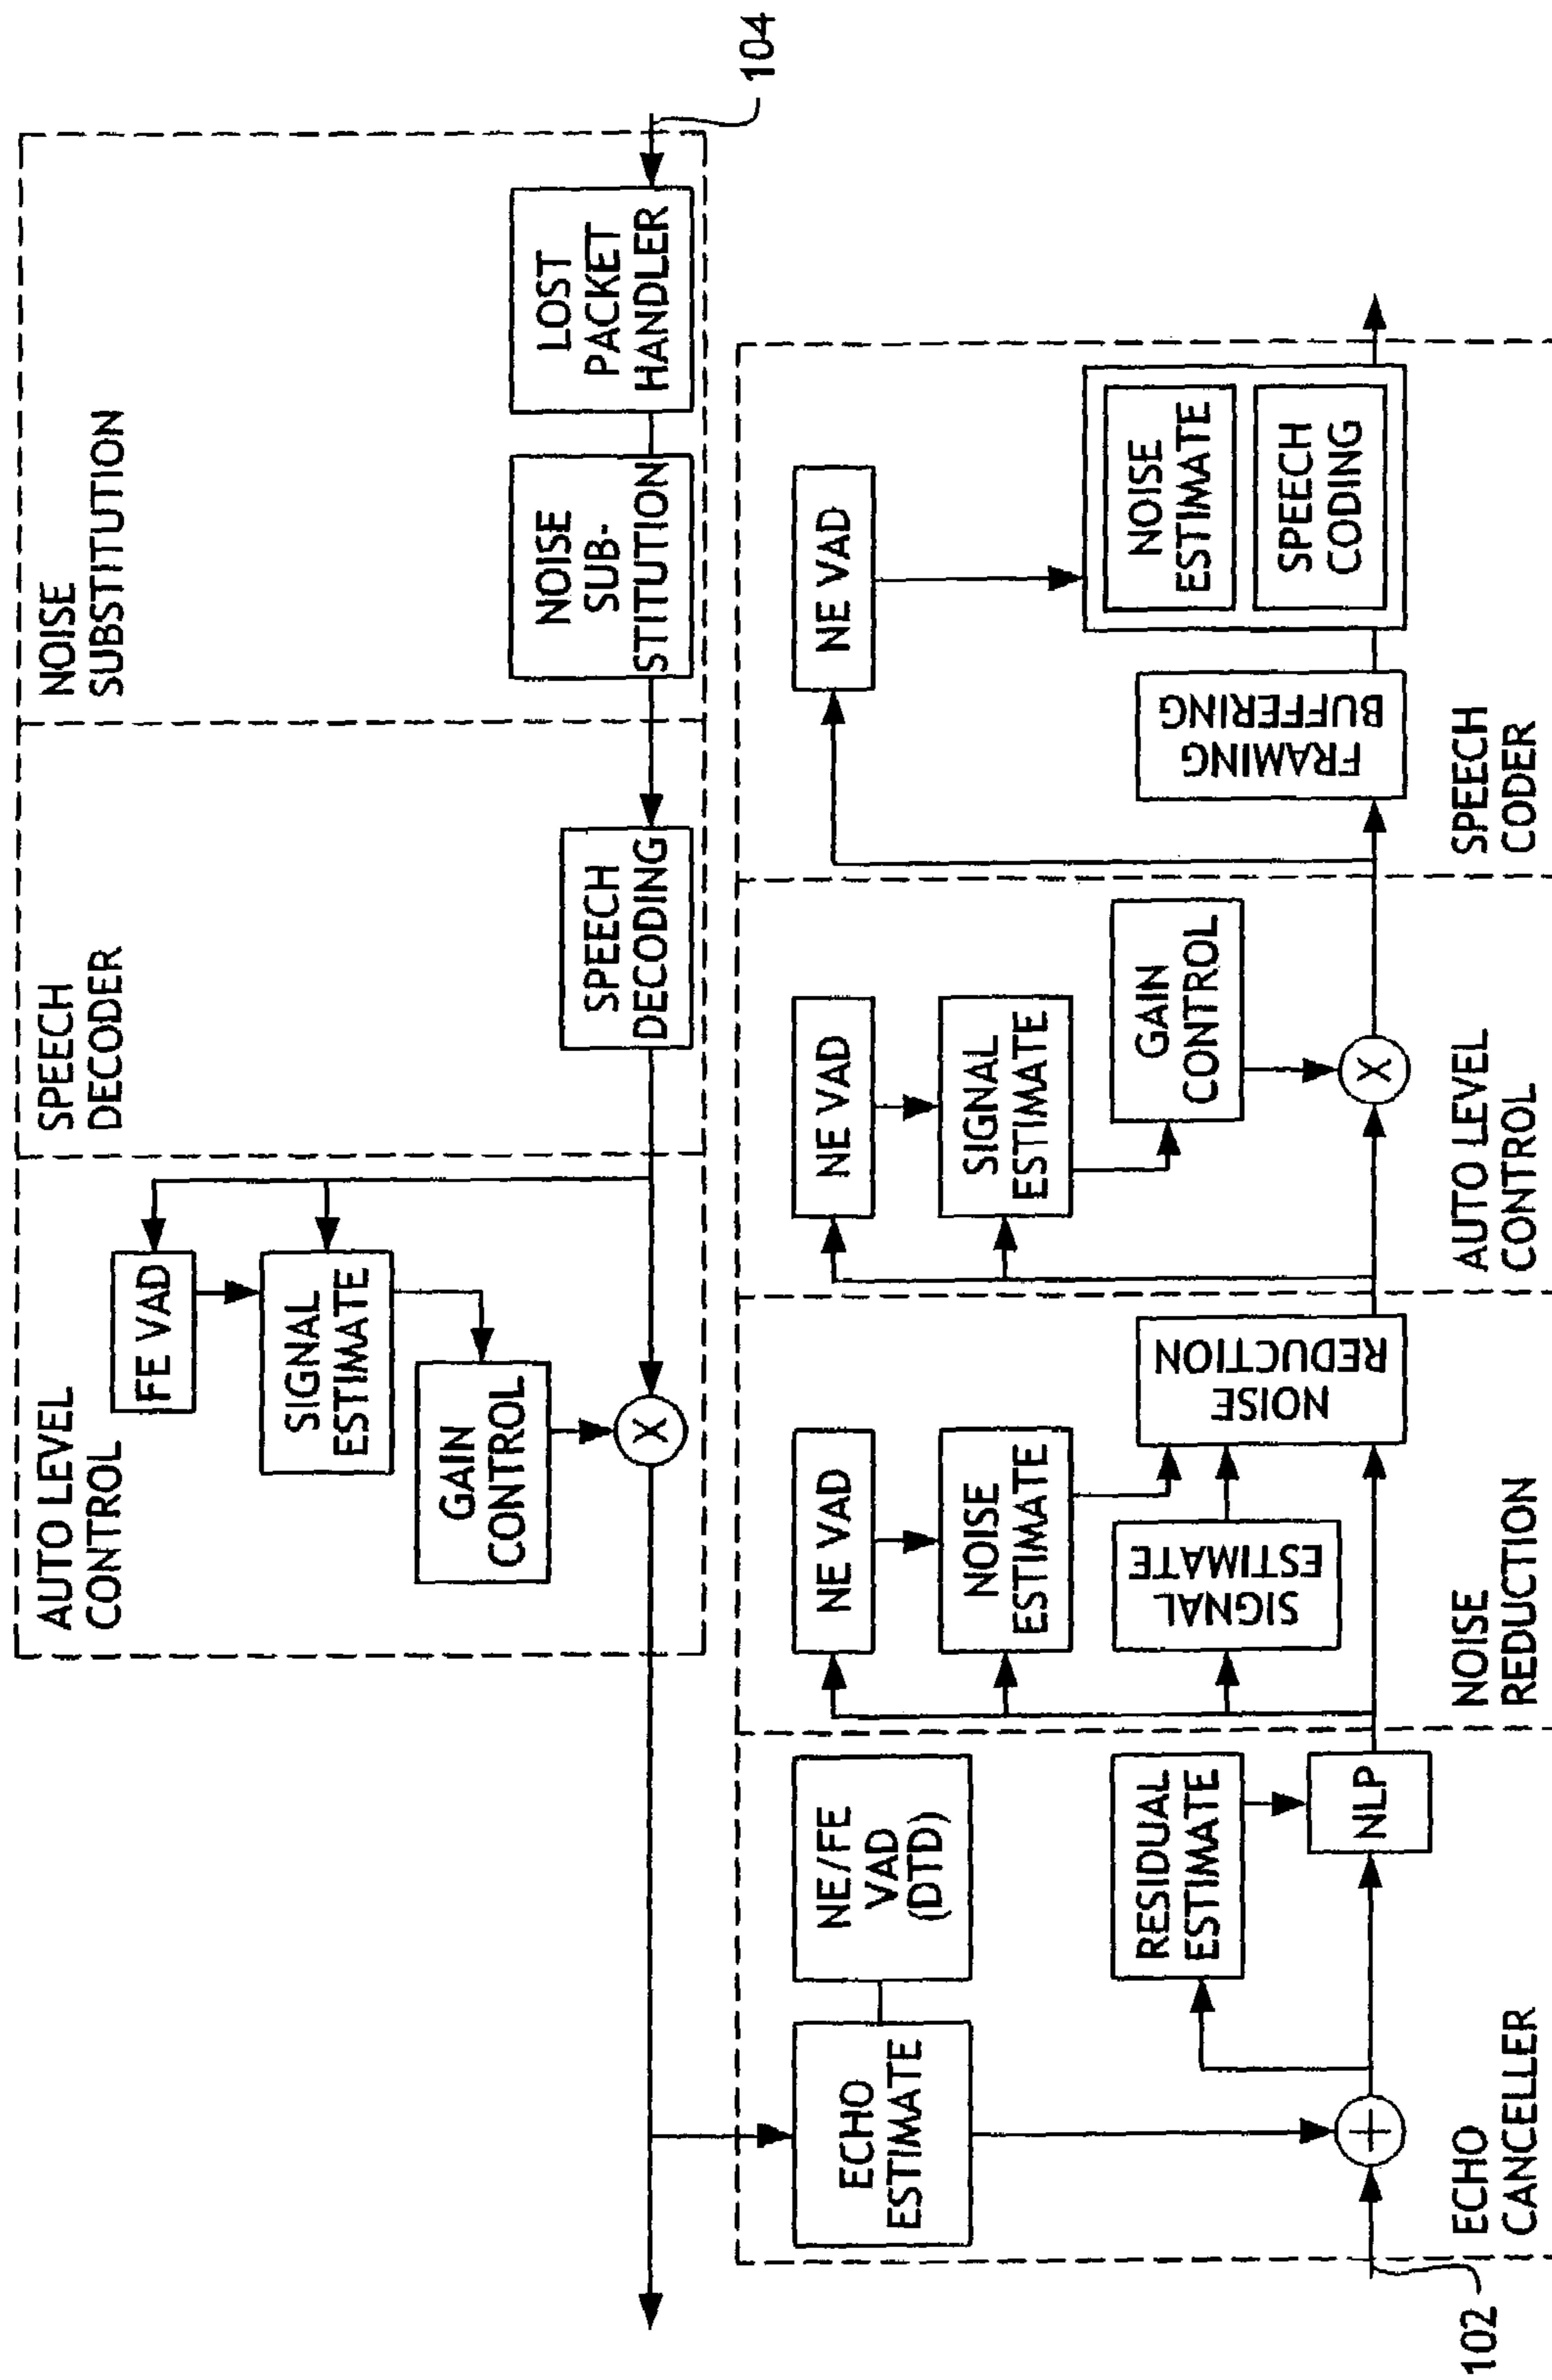 AUTO LEVEL
CONTROL
FE VAD
SIGNAL
ESTIMATE
GAIN
CONTROL
X
SPEECH
DECODER
SPEECH
DECODING
NOISE
SUBSTITUTION
NOISE
SUB-
STITUTION
LOST
PACKET
HANDLER
104
ECHO
ESTIMATE
NE/FE
VAD
(DTD)
RESIDUAL
ESTIMATE
NLP
+
102
ECHO
CANCELLER
NE VAD
NOISE
ESTIMATE
SIGNAL
ESTIMATE
NOISE
REDUCTION
NOISE
REDUCTION
NE VAD
SIGNAL
ESTIMATE
GAIN
CONTROL
X
AUTO LEVEL
CONTROL
NE VAD
FRAMING
BUFFERING
NOISE
ESTIMATE
SPEECH
CODING
SPEECH
CODER